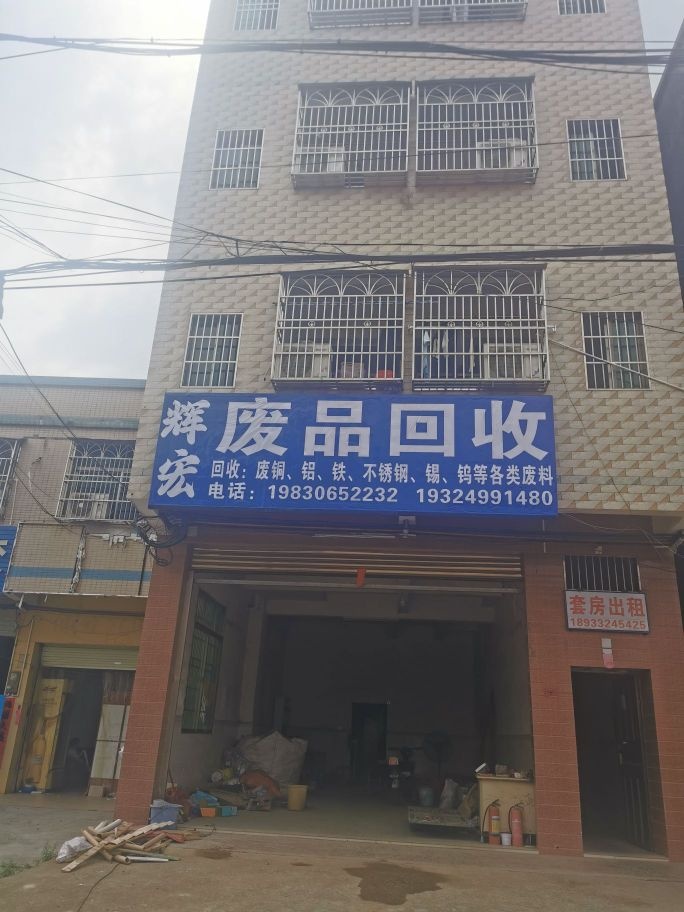 辉宏
废品回收
回收：废铜、铝、铁、不锈钢、锡、钨等各类废料
电话：19830652232 19324991480
套房出租
18933245425